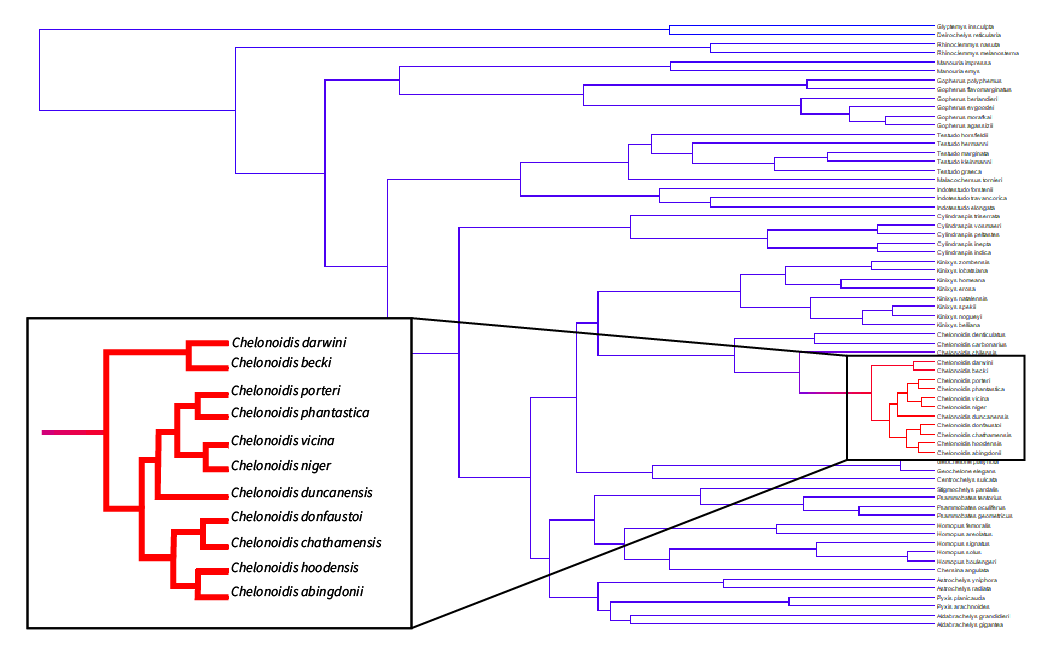 Glyptemys insculpta
Deirochelys reticularia
Rhinoclemmys nasuta
Rhinoclemmys melanosterna
Manouria impressa
Manouria emys
Gopherus polyphemus
Gopherus flavomarginatus
Gopherus berlandieri
Gopherus evgoodei
Gopherus morafkai
Gopherus agassizii
Testudo horsfieldii
Testudo hermanni
Testudo marginata
Testudo kleinmanni
Testudo graeca
Malacochersus tornieri
Indotestudo forstenii
Indotestudo travancorica
Indotestudo elongata
Cylindraspis triserrata
Cylindraspis vosmaeri
Cylindraspis peltastes
Cylindraspis inepta
Cylindraspis indica
Kinixys zombensis
Kinixys lobatsiana
Kinixys homeana
Kinixys erosa
Kinixys natalensis
Kinixys spekii
Kinixys nogueyi
Kinixys belliana
Chelonoidis denticulatus
Chelonoidis carbonarius
Chelonoidis chilensis
Chelonoidis darwini
Chelonoidis becki
Chelonoidis porteri
Chelonoidis phantastica
Chelonoidis vicina
Chelonoidis niger
Chelonoidis duncanensis
Chelonoidis donfaustoi
Chelonoidis chathamensis
Chelonoidis hoodensis
Chelonoidis abingdonii
Geochelone platynota
Geochelone elegans
Centrochelys sulcata
Stigmochelys pardalis
Psammobates tentorius
Psammobates oculiferus
Psammobates geometricus
Homopus femoralis
Homopus areolatus
Homopus signatus
Homopus solus
Homopus boulengeri
Chersina angulata
Astrochelys yniphora
Astrochelys radiata
Pyxis planicauda
Pyxis arachnoides
Aldabrachelys grandidieri
Aldabrachelys gigantea
Chelonoidis darwini
Chelonoidis becki
Chelonoidis porteri
Chelonoidis phantastica
Chelonoidis vicina
Chelonoidis niger
Chelonoidis duncanensis
Chelonoidis donfaustoi
Chelonoidis chathamensis
Chelonoidis hoodensis
Chelonoidis abingdonii